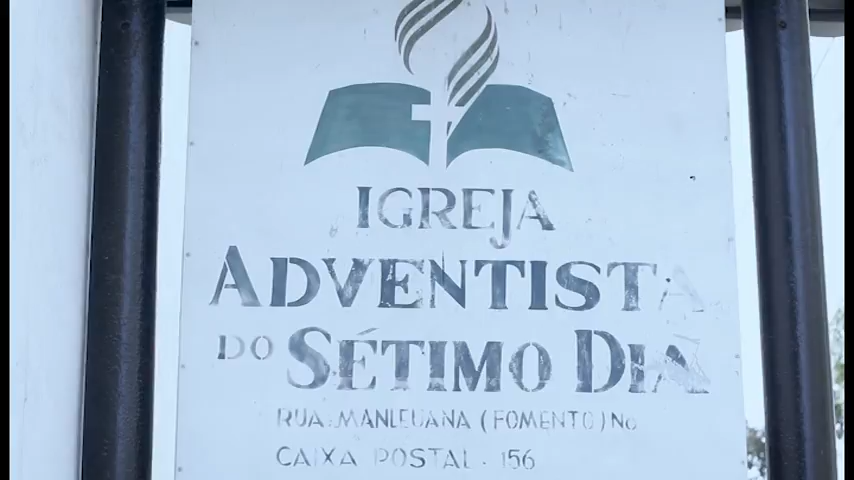 IGREJA
ADVENTISTA
DO SÉTIMO DIA
RUA MANLEUANA (FOMENTO) No
CAIXA POSTAL . 156